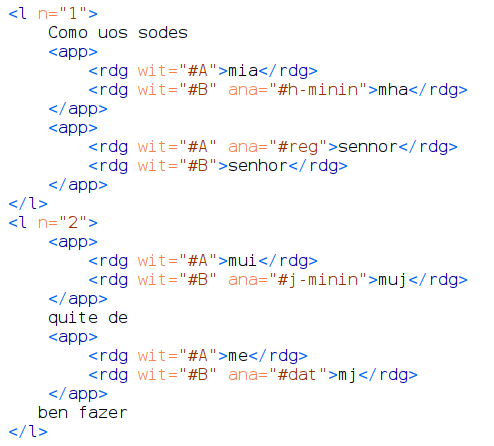 <l n="1">
    Como uos sodes
    <app>
        <rdg wit="#A">mia</rdg>
        <rdg wit="#B" ana="#h-minin">mha</rdg>
    </app>
    <app>
        <rdg wit="#A" ana="#reg">sennor</rdg>
        <rdg wit="#B">senhor</rdg>
    </app>
</l>
<l n="2">
    <app>
        <rdg wit="#A">mui</rdg>
        <rdg wit="#B" ana="#j-minin">muj</rdg>
    </app>
    quite de
    <app>
        <rdg wit="#A">me</rdg>
        <rdg wit="#B" ana="#dat">mj</rdg>
    </app>
   ben fazer
</l>